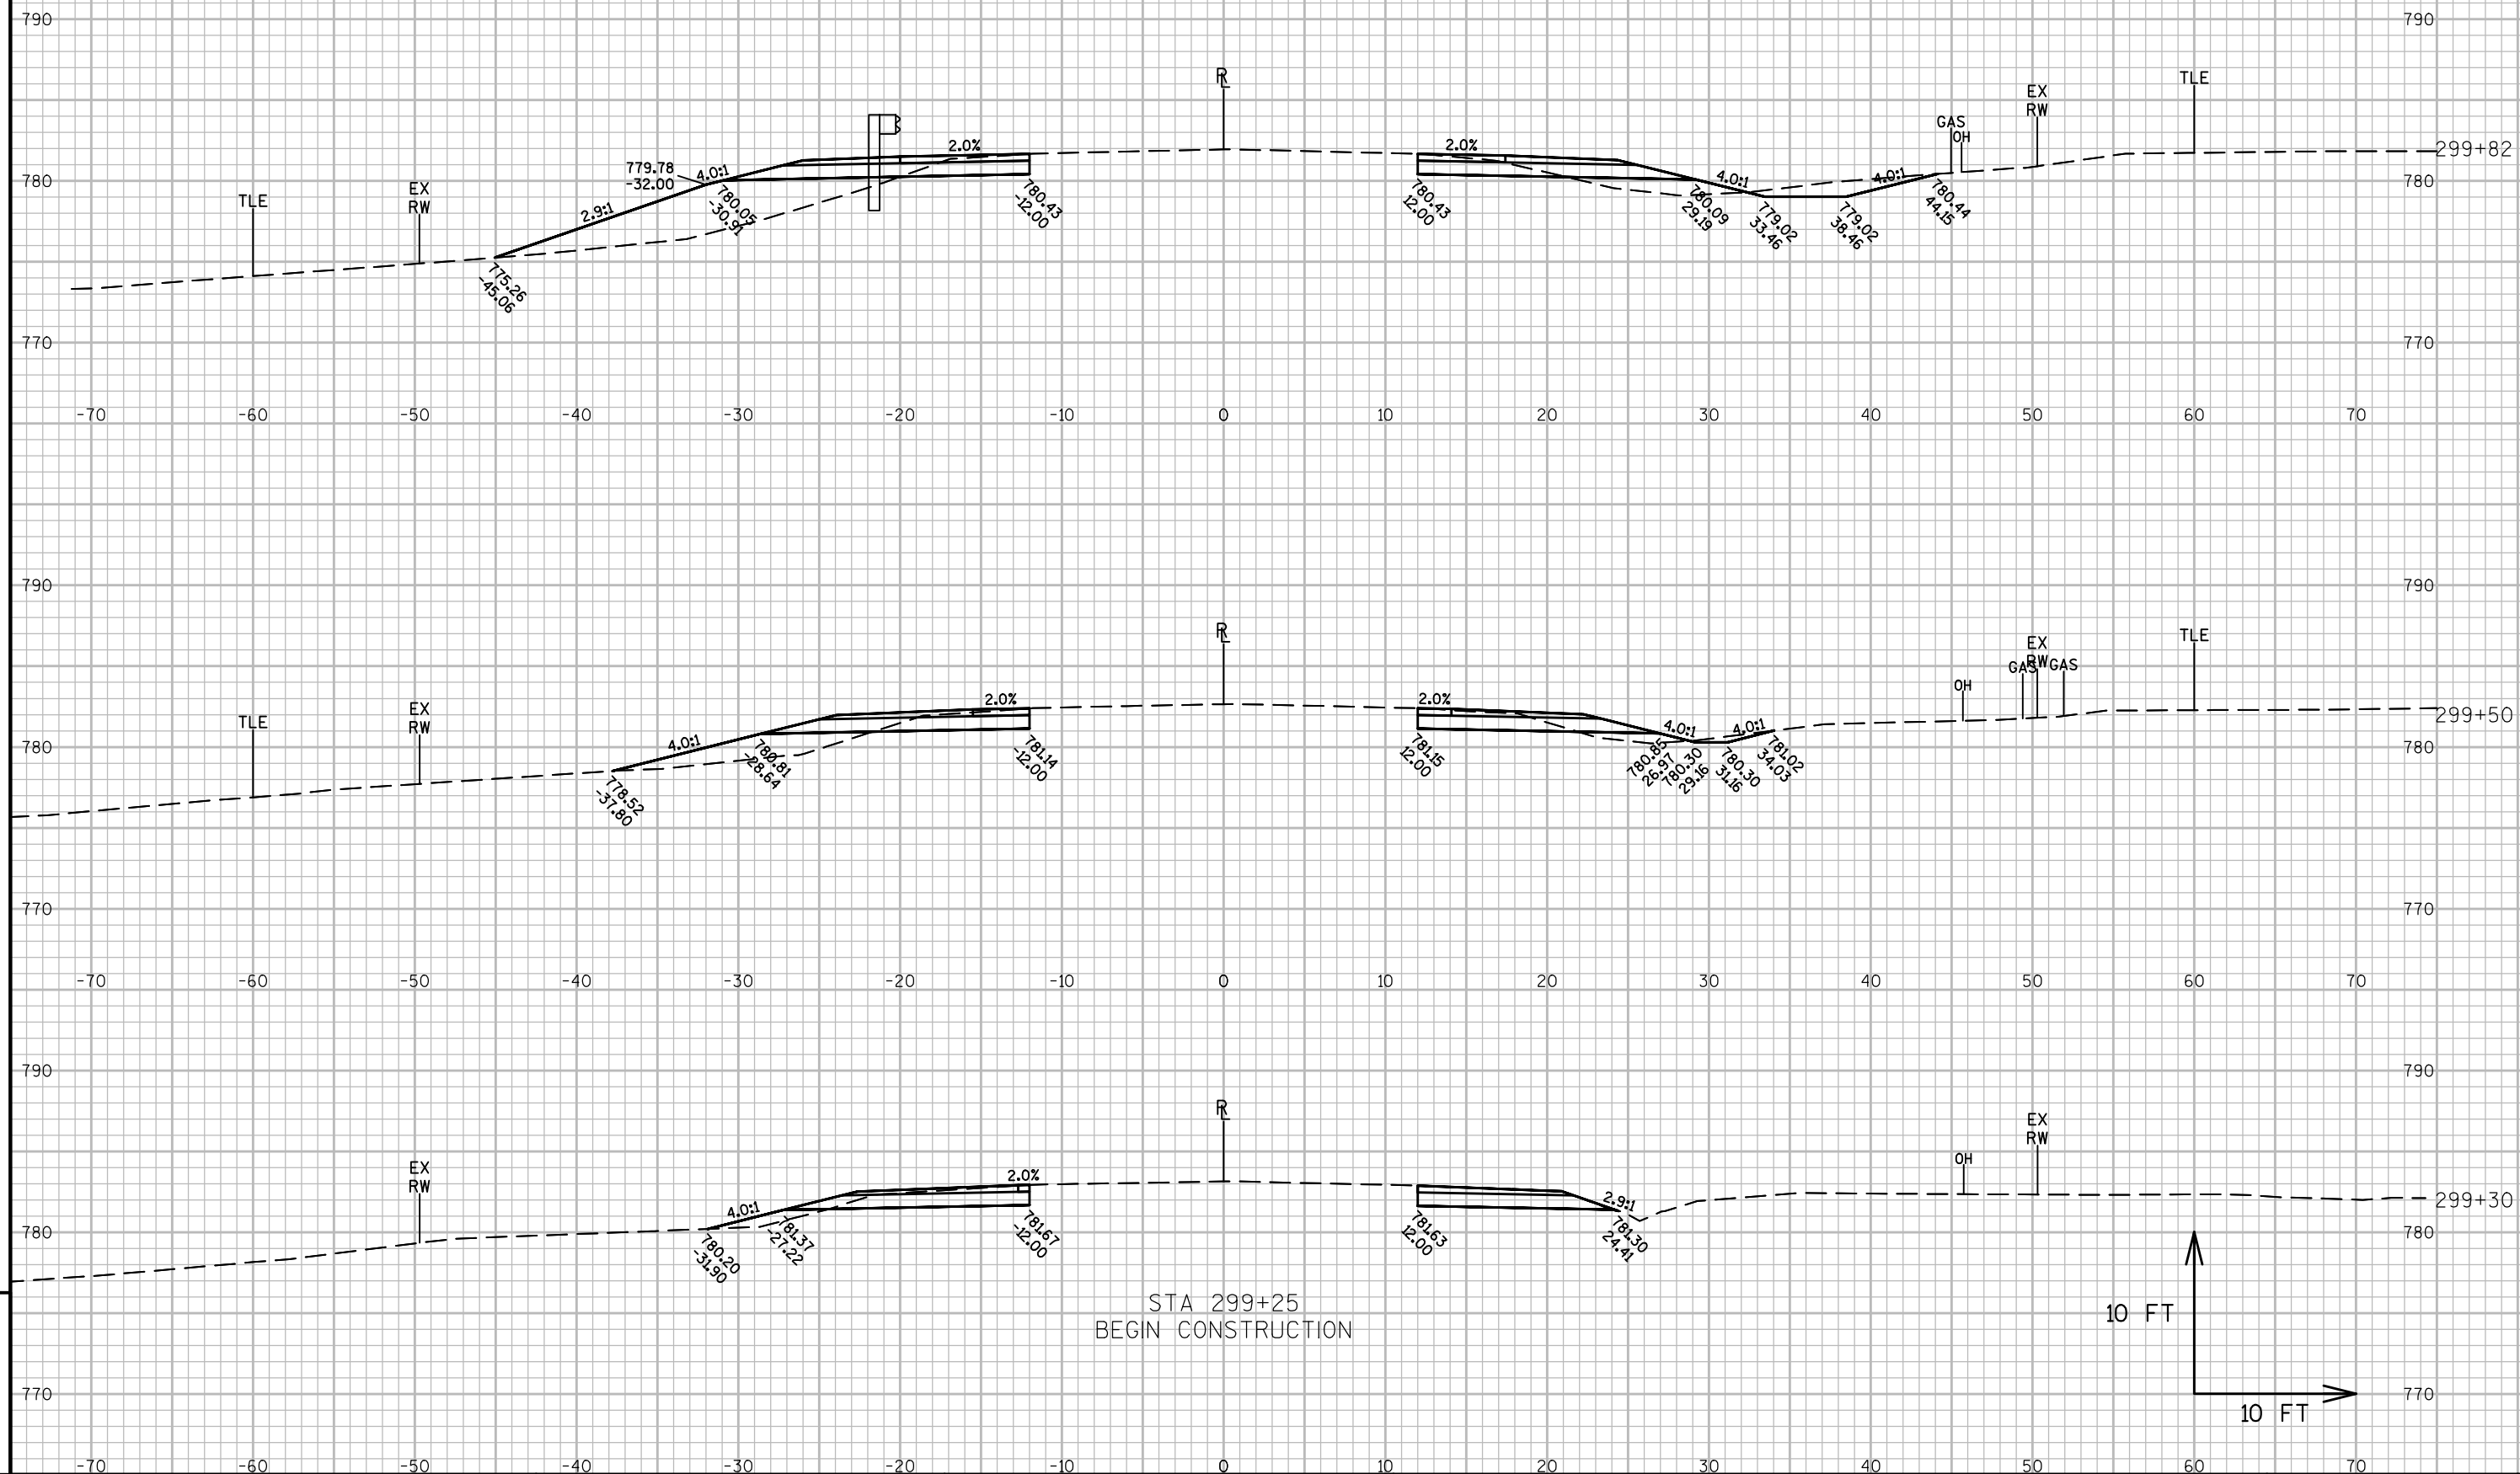 790
790
RL
TLE
EX
RW
GAS
OH
2.0%
2.0%
299+82
779.78
-32.00
4.0:1
4.0:1
4.0:1
780
780
EX
RW
TLE
2.9:1
780.05
-30.91
780.43
-12.00
780.43
12.00
780.09
29.19
779.02
33.46
779.02
38.46
780.44
44.15
775.26
-45.06
770
770
-70 -60 -50 -40 -30 -20 -10 0 10 20 30 40 50 60 70
790
790
RL
TLE
EX
RW
GAS
GAS
OH
2.0%
2.0%
EX
RW
TLE
299+50
4.0:1
4.0:1
4.0:1
780
780
780.81
-28.64
781.14
-12.00
781.15
12.00
780.85
26.97
780.30
29.16
780.30
31.16
781.02
34.03
778.52
-37.80
770
770
-70 -60 -50 -40 -30 -20 -10 0 10 20 30 40 50 60 70
790
790
RL
EX
RW
OH
EX
RW
2.0%
299+30
4.0:1
2.9:1
780
780
780.20
-31.90
781.37
-27.22
781.67
-12.00
781.63
12.00
781.30
24.41
STA 299+25
BEGIN CONSTRUCTION
10 FT
10 FT
770
770
-70 -60 -50 -40 -30 -20 -10 0 10 20 30 40 50 60 70